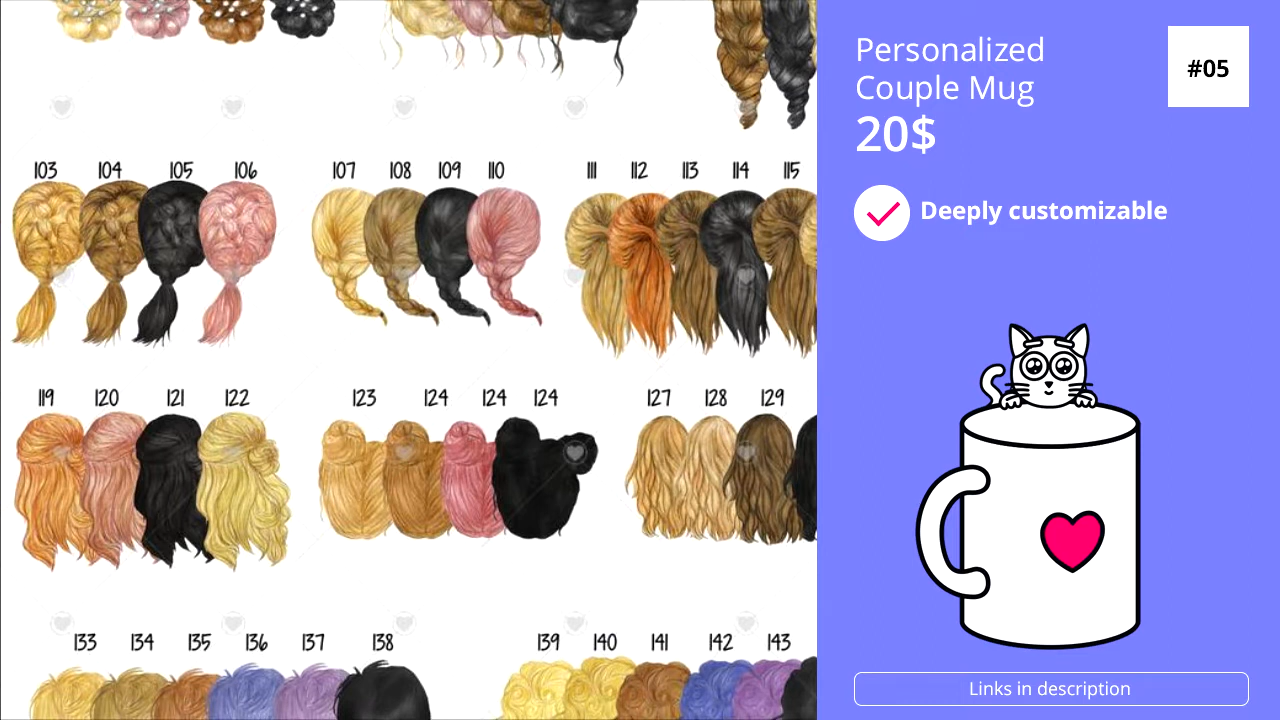 103 104 105 106 107 108 109 110 111 112 113 114 115
119 120 121 122 123 124 124 124 127 128 129
133 134 135 136 137 138 139 140 141 142 143
Personalized
Couple Mug
20$
#05
Deeply customizable
Links in description